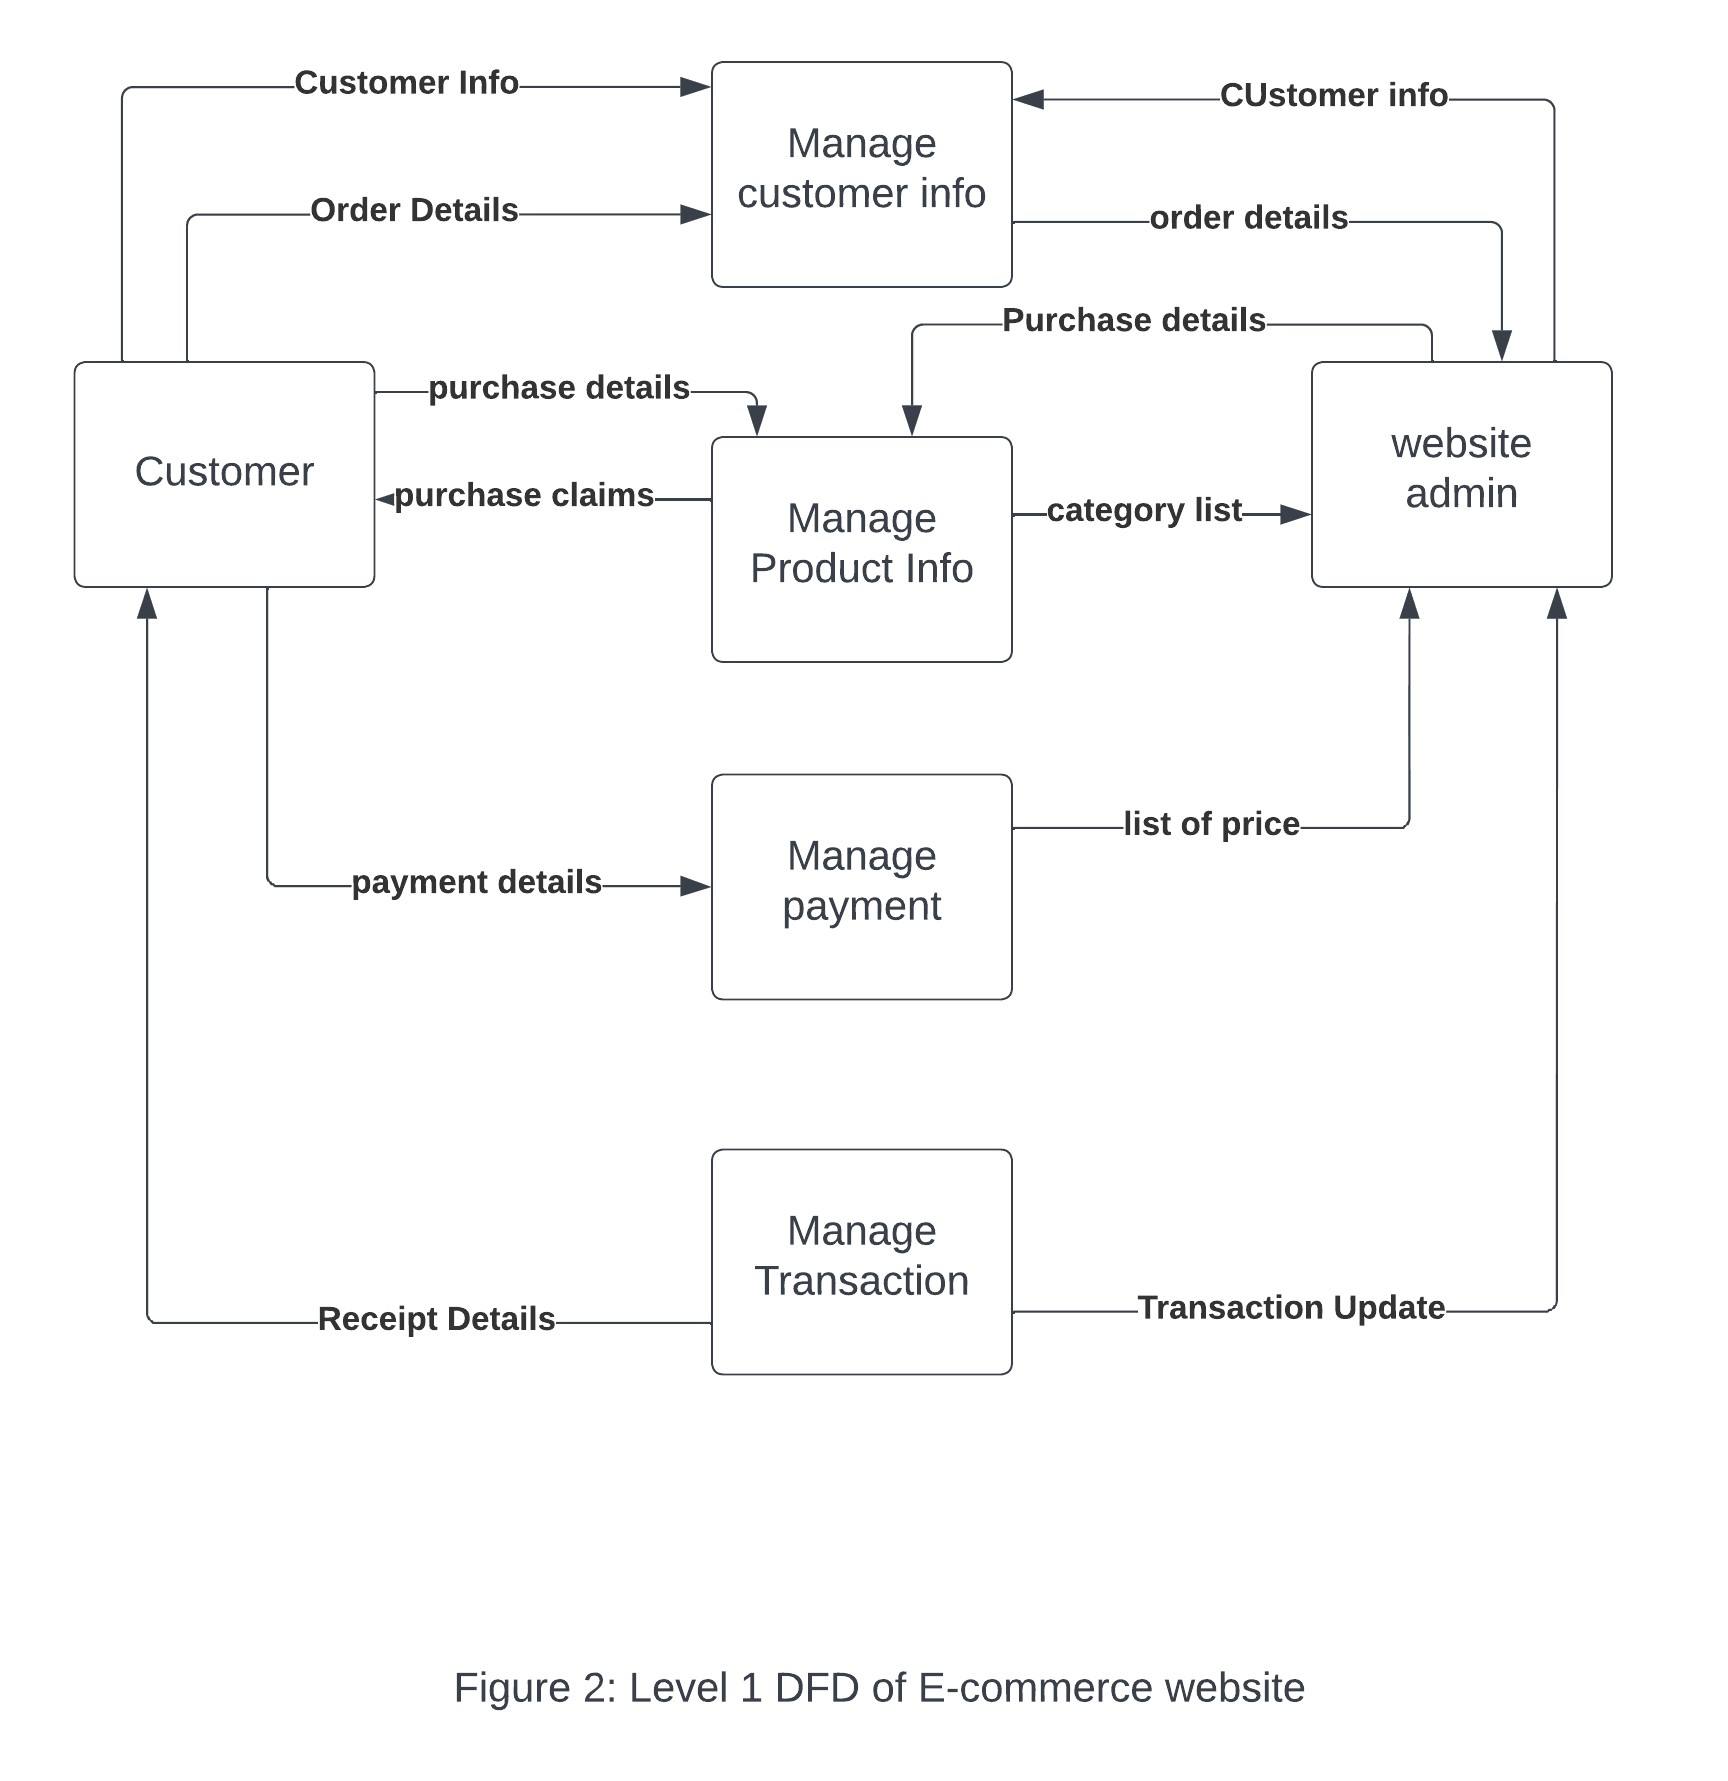 Customer Info
CUstomer info
Manage
customer info
Order Details
order details
Purchase details
purchase details
Customer
website
admin
purchase claims
category list
Manage
Product Info
list of price
Manage
payment
payment details
Manage
Transaction
Receipt Details
Transaction Update
Figure 2: Level 1 DFD of E-commerce website